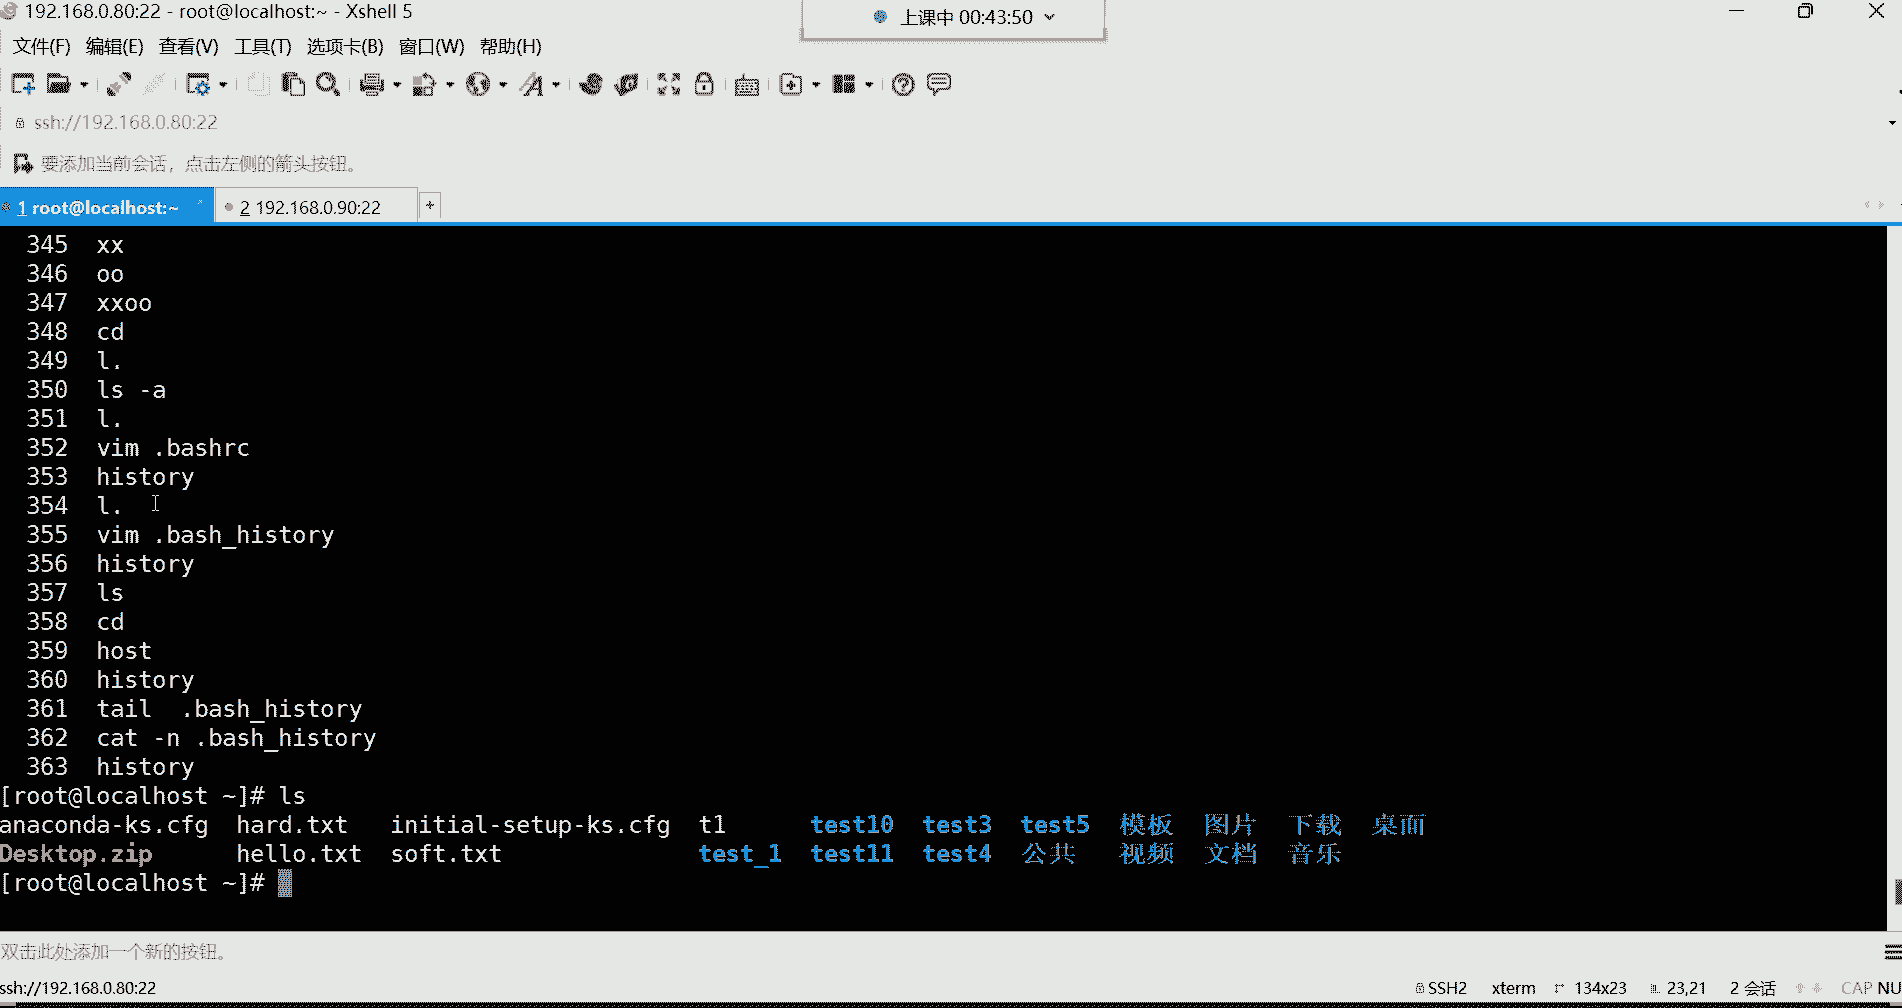 192.168.0.80:22 - root@localhost:~ - Xshell 5
上课中 00:43:50
文件(F) 编辑(E) 查看(V) 工具(T) 选项卡(B) 窗口(W) 帮助(H)
ssh://192.168.0.80:22
要添加当前会话，点击左侧的箭头按钮。
1 root@localhost:~ 2 192.168.0.90:22 +
345 xx
346 oo
347 xxoo
348 cd
349 l.
350 ls -a
351 l.
352 vim .bashrc
353 history
354 l.
355 vim .bash_history
356 history
357 ls
358 cd
359 host
360 history
361 tail  .bash_history
362 cat -n .bash_history
363 history
[root@localhost ~]# ls
anaconda-ks.cfg hard.txt initial-setup-ks.cfg t1 test10 test3 test5 模板 图片 下载 桌面
Desktop.zip hello.txt soft.txt test_1 test11 test4 公共 视频 文档 音乐
[root@localhost ~]#
双击此处添加一个新的按钮。
ssh://192.168.0.80:22 SSH2 xterm 134x23 23,21 2 会话 CAP NU